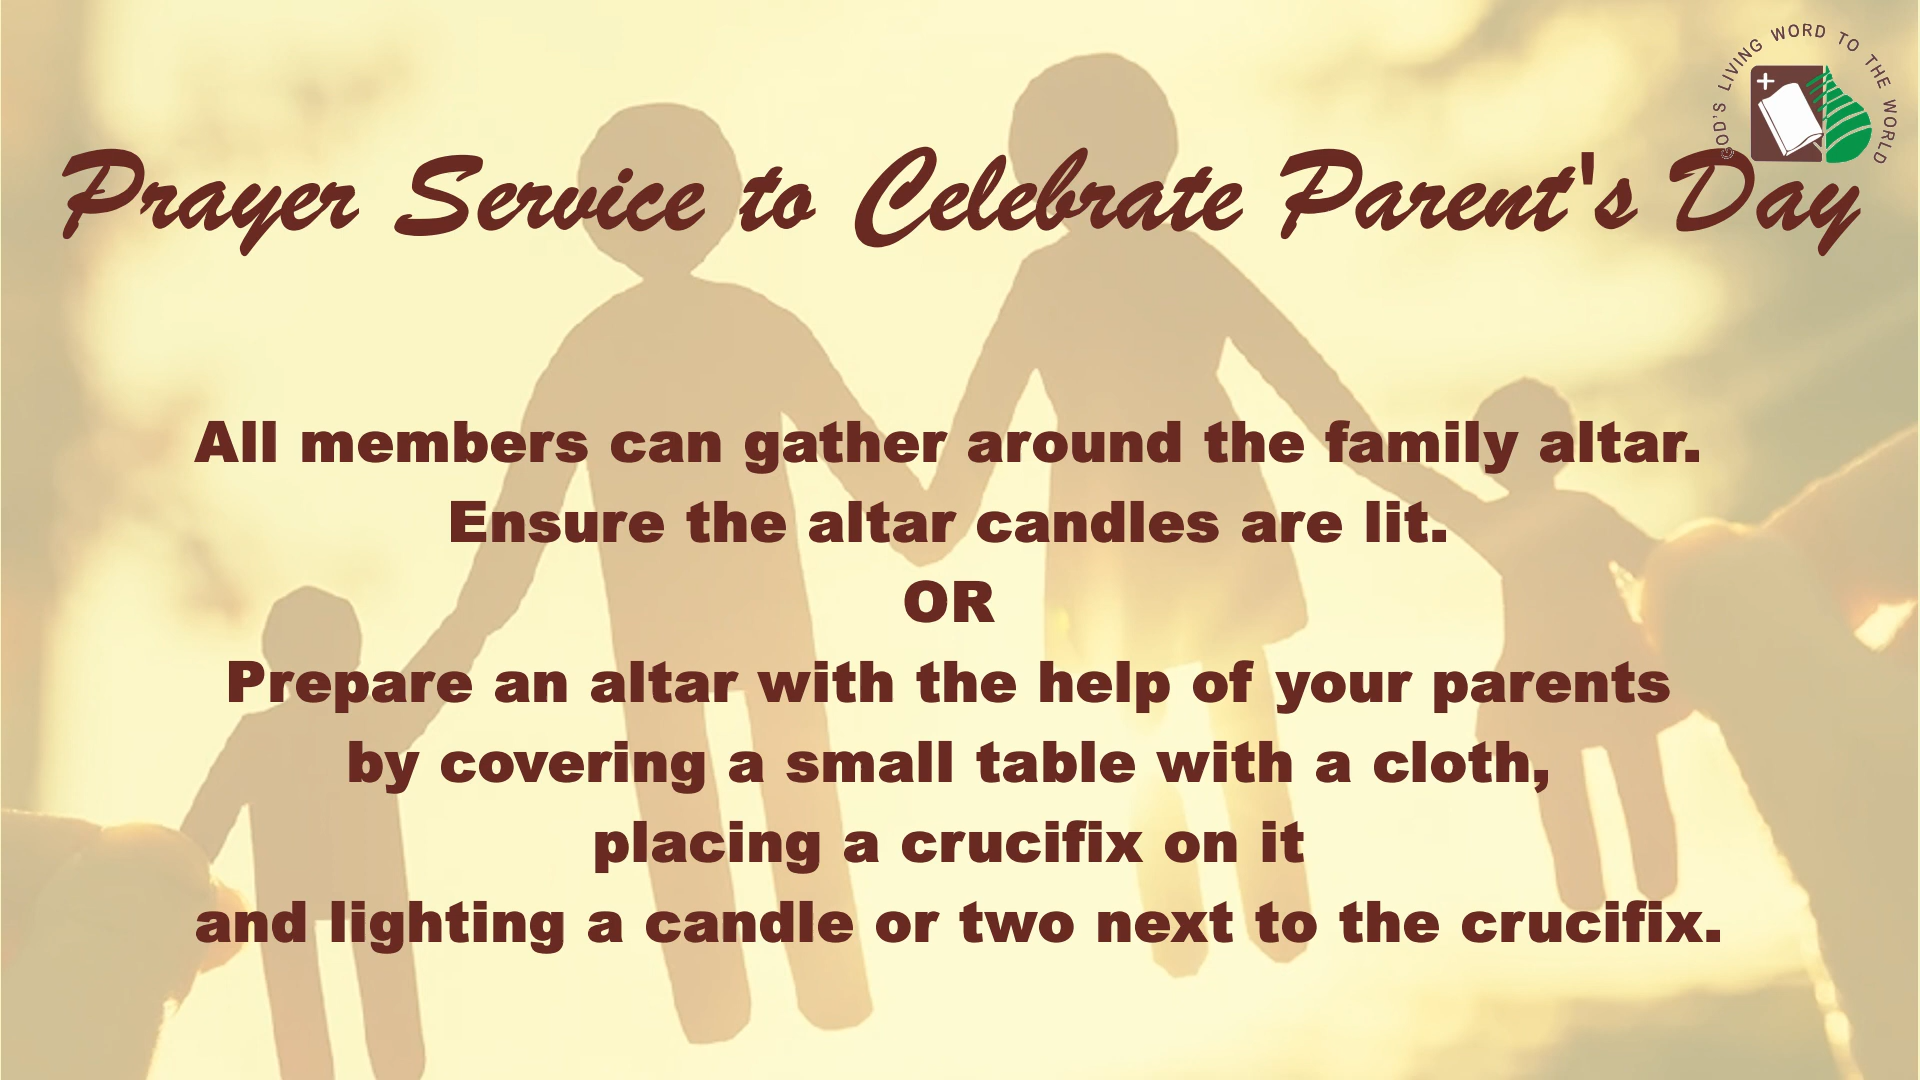 GOD'S LIVING WORD TO THE WORLD
Prayer Service to Celebrate Parent's Day
All members can gather around the family altar.
Ensure the altar candles are lit.
OR
Prepare an altar with the help of your parents
by covering a small table with a cloth,
placing a crucifix on it
and lighting a candle or two next to the crucifix.